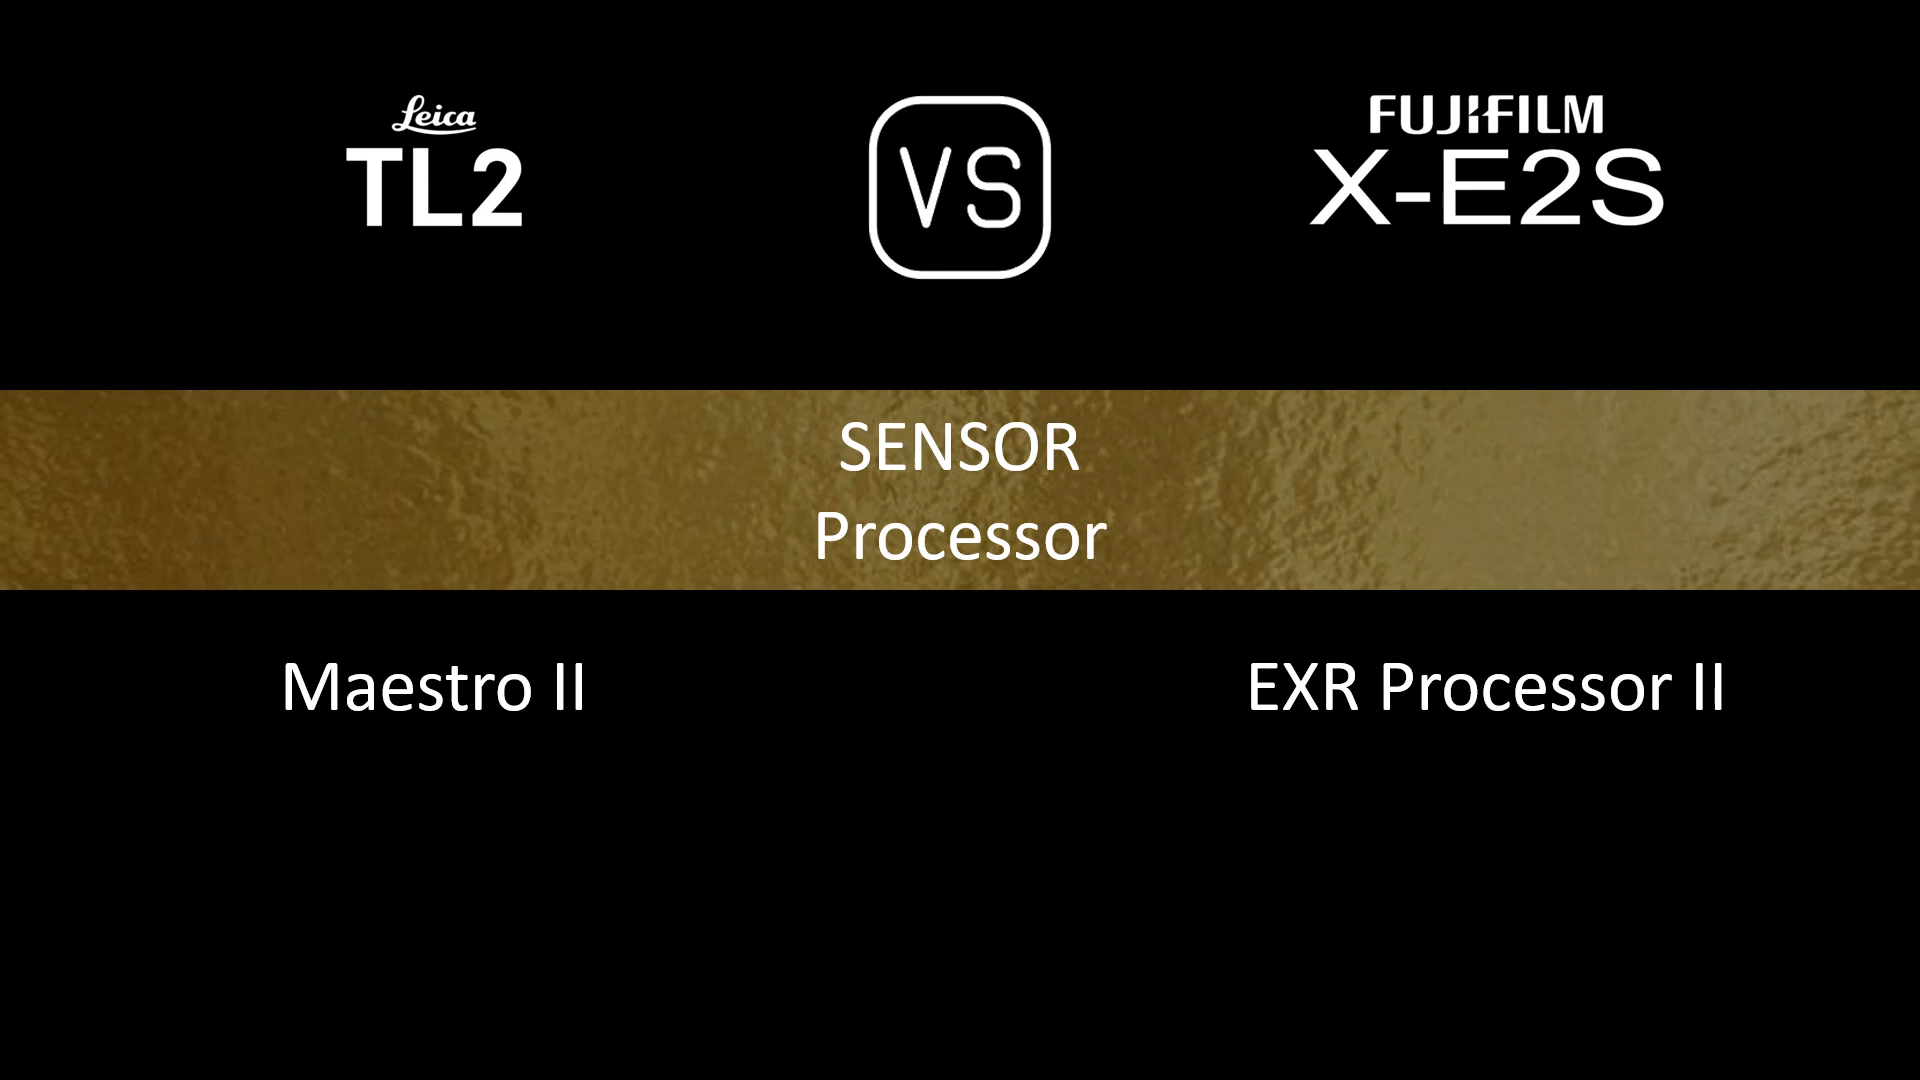 Leica
TL2
VS
FUJIFILM
X-E2S
SENSOR
Processor
Maestro II
EXR Processor II